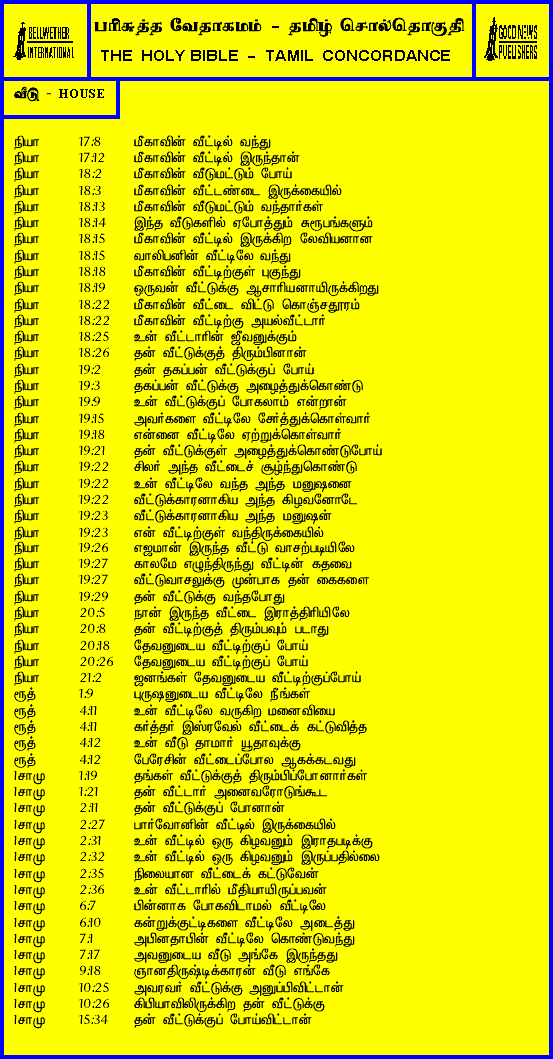 BELLWETHER INTERNATIONAL
பரிசுத்த வேதாகமம் - தமிழ் சொல்தொகுதி
THE HOLY BIBLE - TAMIL CONCORDANCE
GOOD NEWS PUBLISHERS
வீடு - HOUSE
நியா 17:8 மீகாவின் வீட்டில் வந்து
நியா 17:12 மீகாவின் வீட்டில் இருந்தான்
நியா 18:2 மீகாவின் வீடுமட்டும் போய்
நியா 18:3 மீகாவின் வீட்டண்டை இருக்கையில்
நியா 18:13 மீகாவின் வீடுமட்டும் வந்தார்கள்
நியா 18:14 இந்த வீடுகளில் ஏபோத்தும் சுரூபங்களும்
நியா 18:15 மீகாவின் வீட்டில் இருக்கிற லேவியனான
நியா 18:15 வாலிபனின் வீட்டிலே வந்து
நியா 18:18 மீகாவின் வீட்டிற்குள் புகுந்து
நியா 18:19 ஒருவன் வீட்டுக்கு ஆசாரியனாயிருக்கிறது
நியா 18:22 மீகாவின் வீட்டை விட்டு கொஞ்சதூரம்
நியா 18:22 மீகாவின் வீட்டிற்கு அயல்வீட்டார்
நியா 18:25 உன் வீட்டாரின் ஜீவனுக்கும்
நியா 18:26 தன் வீட்டுக்குத் திரும்பினான்
நியா 19:2 தன் தகப்பன் வீட்டுக்குப் போய்
நியா 19:3 தகப்பன் வீட்டுக்கு அழைத்துக்கொண்டு
நியா 19:9 உன் வீட்டுக்குப் போகலாம் என்றான்
நியா 19:15 அவர்களை வீட்டிலே சேர்த்துக்கொள்வார்
நியா 19:18 என்னை வீட்டிலே ஏற்றுக்கொள்வார்
நியா 19:21 தன் வீட்டுக்குள் அழைத்துக்கொண்டுபோய்
நியா 19:22 சிலர் அந்த வீட்டைச் சூழ்ந்துகொண்டு
நியா 19:22 உன் வீட்டிலே வந்த அந்த மனுஷனை
நியா 19:22 வீட்டுக்காரனாகிய அந்த கிழவனோடே
நியா 19:23 வீட்டுக்காரனாகிய அந்த மனுஷன்
நியா 19:23 என் வீட்டிற்குள் வந்திருக்கையில்
நியா 19:26 எஜமான் இருந்த வீட்டு வாசற்படியிலே
நியா 19:27 காலமே எழுந்திருந்து வீட்டின் கதவை
நியா 19:27 வீட்டுவாசலுக்கு முன்பாக தன் கைகளை
நியா 19:29 தன் வீட்டுக்கு வந்தபோது
நியா 20:5 நான் இருந்த வீட்டை இராத்திரியிலே
நியா 20:8 தன் வீட்டிற்குத் திரும்பவும் படாது
நியா 20:18 தேவனுடைய வீட்டிற்குப் போய்
நியா 20:26 தேவனுடைய வீட்டிற்குப் போய்
நியா 21:2 ஜனங்கள் தேவனுடைய வீட்டிற்குப்போய்
ரூத் 1:9 புருஷனுடைய வீட்டிலே நீங்கள்
ரூத் 4:11 உன் வீட்டிலே வருகிற மனைவியை
ரூத் 4:11 கர்த்தர் இஸ்ரவேல் வீட்டைக் கட்டுவித்த
ரூத் 4:12 உன் வீடு தாமார் யூதாவுக்கு
ரூத் 4:12 பேரேசின் வீட்டைப்போல ஆகக்கடவது
1சாமு 1:19 தங்கள் வீட்டுக்குத் திரும்பிப்போனார்கள்
1சாமு 1:21 தன் வீட்டார் அனைவரோடுங்கூட
1சாமு 2:11 தன் வீட்டுக்குப் போனான்
1சாமு 2:27 பார்வோனின் வீட்டில் இருக்கையில்
1சாமு 2:31 உன் வீட்டில் ஒரு கிழவனும் இராதபடிக்கு
1சாமு 2:32 உன் வீட்டில் ஒரு கிழவனும் இருப்பதில்லை
1சாமு 2:35 நிலையான வீட்டைக் கட்டுவேன்
1சாமு 2:36 உன் வீட்டாரில் மீதியாயிருப்பவன்
1சாமு 6:7 பின்னாக போகவிடாமல் வீட்டிலே
1சாமு 6:10 கன்றுக்குட்டிகளை வீட்டிலே அடைத்து
1சாமு 7:1 அபினதாபின் வீட்டிலே கொண்டுவந்து
1சாமு 7:17 அவனுடைய வீடு அங்கே இருந்தது
1சாமு 9:18 ஞானதிருஷ்டிக்காரன் வீடு எங்கே
1சாமு 10:25 அவரவர் வீட்டுக்கு அனுப்பிவிட்டான்
1சாமு 10:26 கிபியாவிலிருக்கிற தன் வீட்டுக்கு
1சாமு 15:34 தன் வீட்டுக்குப் போய்விட்டான்